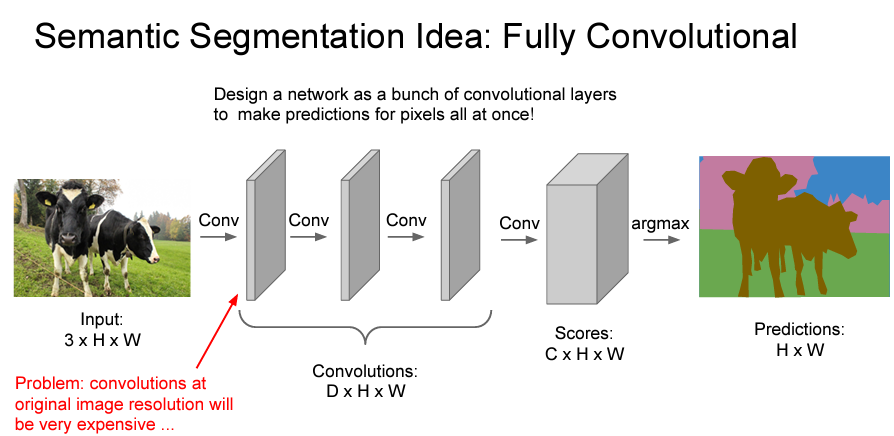 Semantic Segmentation Idea: Fully Convolutional
Design a network as a bunch of convolutional layers
to make predictions for pixels all at once!
Conv
Conv
Conv
Conv
argmax
Input:
3 x H x W
Problem: convolutions at
original image resolution will
be very expensive ...
Convolutions:
D x H x W
Scores:
C x H x W
Predictions:
H x W